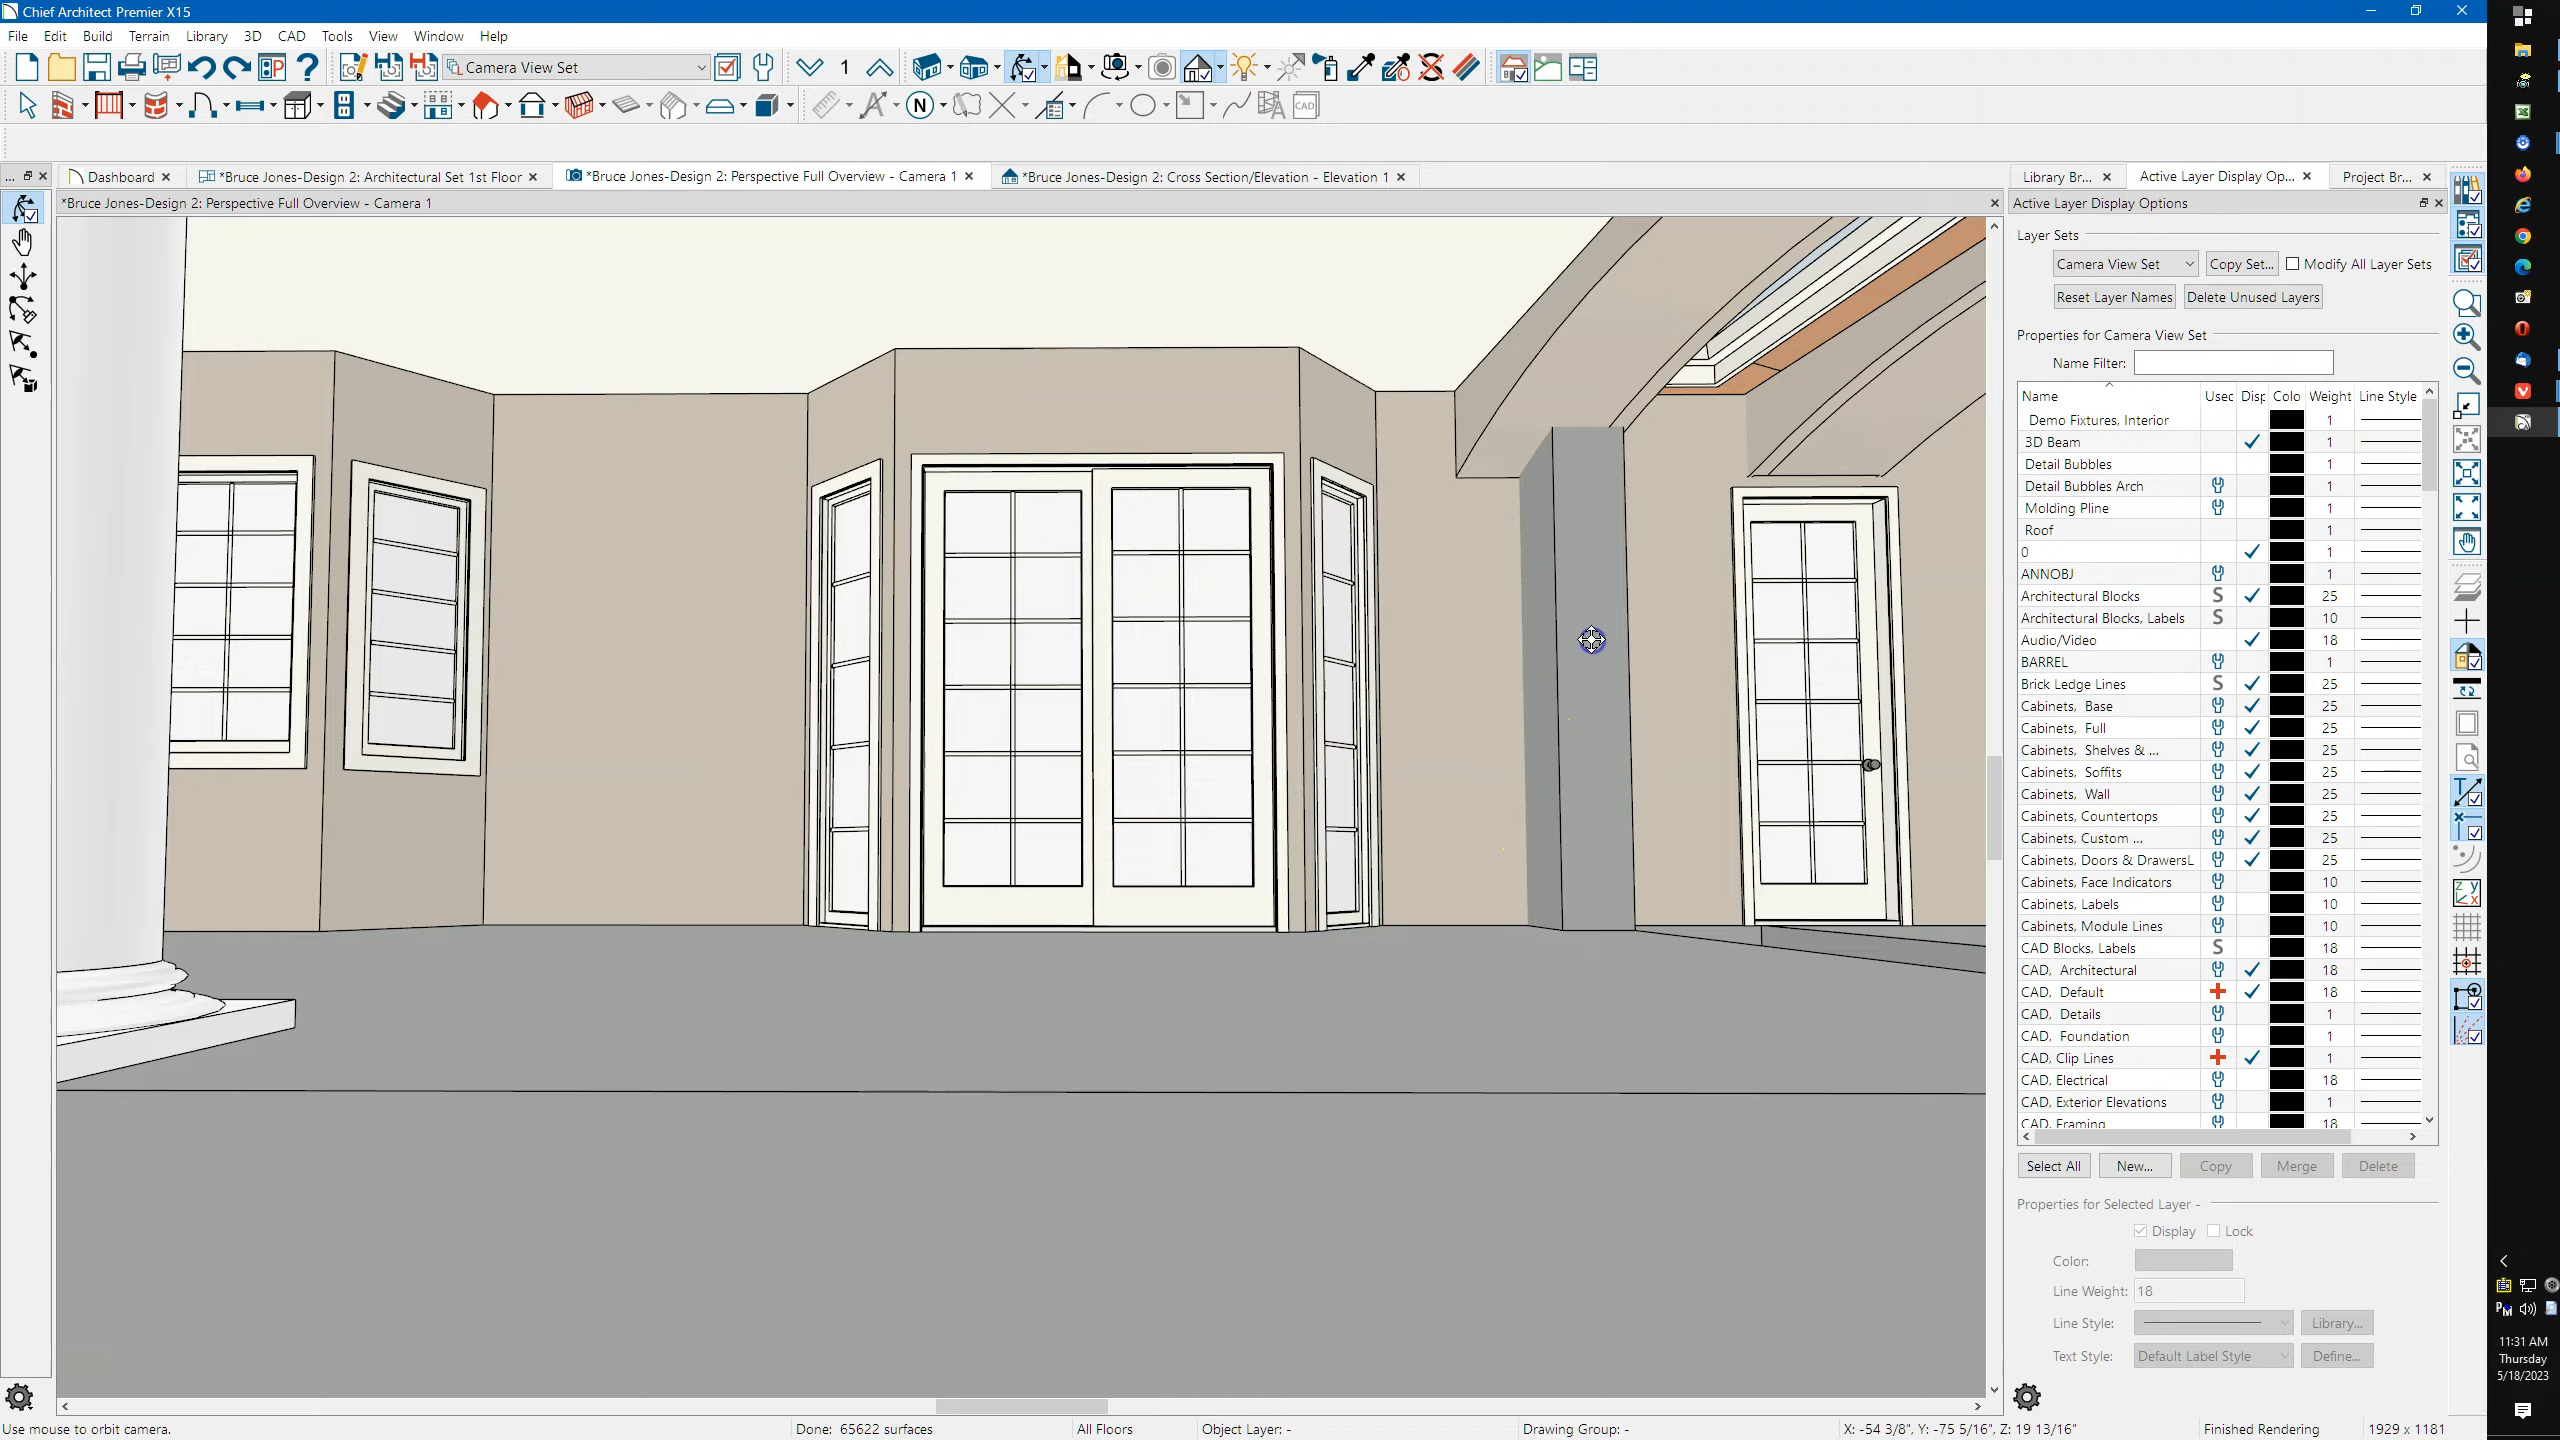 Chief Architect Premier X15
File Edit Build Terrain Library 3D CAD Tools View Window Help
Camera View Set
1
N
CAD
... Dashboard *Bruce Jones-Design 2: Architectural Set 1st Floor *Bruce Jones-Design 2: Perspective Full Overview - Camera 1 *Bruce Jones-Design 2: Cross Section/Elevation - Elevation 1
Library Br... Active Layer Display Op... Project Br...
*Bruce Jones-Design 2: Perspective Full Overview - Camera 1
Active Layer Display Options
Layer Sets
Camera View Set Copy Set... Modify All Layer Sets
Reset Layer Names Delete Unused Layers
Properties for Camera View Set
Name Filter:
Name Usec Disp Colo Weight Line Style
Demo Fixtures, Interior 1
3D Beam 1
Detail Bubbles 1
Detail Bubbles Arch 1
Molding Pline 1
Roof 1
0 1
ANNOBJ 1
Architectural Blocks S 25
Architectural Blocks, Labels S 10
Audio/Video 18
BARREL 1
Brick Ledge Lines S 25
Cabinets, Base 25
Cabinets, Full 25
Cabinets, Shelves & ... 25
Cabinets, Soffits 25
Cabinets, Wall 25
Cabinets, Countertops 25
Cabinets, Custom ... 25
Cabinets, Doors & DrawersL 25
Cabinets, Face Indicators 10
Cabinets, Labels 10
Cabinets, Module Lines 10
CAD Blocks, Labels S 18
CAD, Architectural 18
CAD, Default 18
CAD, Details 1
CAD, Foundation 1
CAD, Clip Lines 1
CAD, Electrical 18
CAD, Exterior Elevations 1
CAD, Framing 18
Select All New... Copy Merge Delete
Properties for Selected Layer -
Display Lock
Color:
Line Weight: 18
Line Style: Library...
Text Style: Default Label Style Define...
11:31 AM
Thursday
5/18/2023
Use mouse to orbit camera. Done: 65622 surfaces All Floors Object Layer: - Drawing Group: - X: -54 3/8", Y: -75 5/16", Z: 19 13/16" Finished Rendering 1929 x 1181